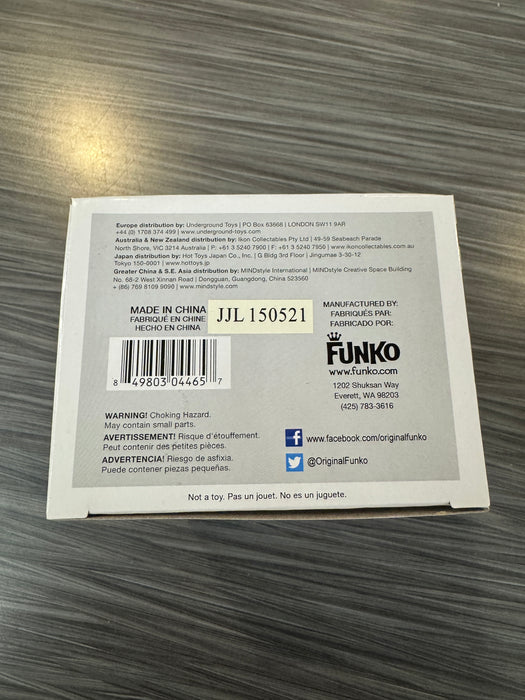 Europe distribution by: Underground Toys | PO Box 63668 | LONDON SW11 9AR
+44 (0) 1708 374 499 | www.underground-toys.com
Australia & New Zealand distribution by: Ikon Collectables Pty Ltd | 49-59 Seabeach Parade
North Shore, VIC 3214 Australia | P: +61 3 5240 7900 | F: +61 3 5240 7950 | www.ikoncollectables.com.au
Japan distribution by: Hot Toys Japan Co., Inc. | G Bldg 3rd Floor | Jingumae 3-30-12
Tokyo 150-0001 | www.hottoys.jp
Greater China & S.E. Asia distribution by: MINDstyle International | MINDstyle Creative Space Building
No. 68-2 West Xinnan Road | Dongguan, Guangdong, China 523560
+ (86) 769 8109 9090 | www.mindstyle.com
MADE IN CHINA
FABRIQUÉ EN CHINE
HECHO EN CHINA
JJL 150521
MANUFACTURED BY:
FABRIQUÉS PAR:
FABRICADO POR:
FUNKO
www.funko.com
1202 Shuksan Way
Everett, WA 98203
(425) 783-3616
8 49803 04465 7
WARNING! Choking Hazard.
May contain small parts.
AVERTISSEMENT! Risque d'étouffement.
Peut contenir des petites pièces.
ADVERTENCIA! Riesgo de asfixia.
Puede contener piezas pequeñas.
f www.facebook.com/originalfunko
@OriginalFunko
Not a toy. Pas un jouet. No es un juguete.